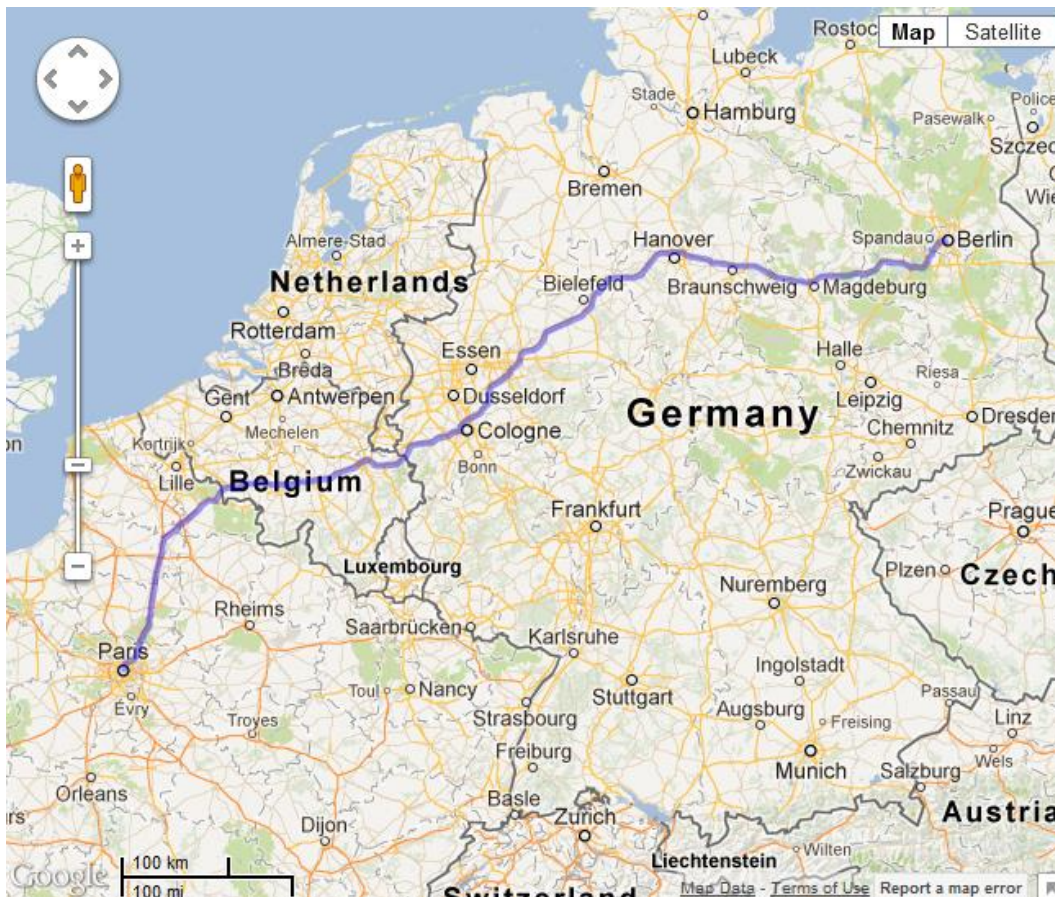 Map
Satellite
Rostoc
Lubeck
Stade
Hamburg
Police
Pasewalk
Szczec
Bremen
Wie
Almere-Stad
Hanover
Spandau
Berlin
Netherlands
Bielefeld
Braunschweig
Magdeburg
Rotterdam
Essen
Halle
Breda
Riesa
Gent
Antwerpen
Dusseldorf
Leipzig
Germany
Dresden
Mechelen
Chemnitz
on
Kortrijk
Cologne
Bonn
Zwickau
Lille
Belgium
Frankfurt
Prague
Luxembourg
Plzen
Czech
Nuremberg
Rheims
Saarbrücken
Karlsruhe
Paris
Ingolstadt
Toul
Nancy
Stuttgart
Passau
Évry
Troyes
Strasbourg
Augsburg
Freising
Linz
Freiburg
Munich
Wels
Salzburg
Orleans
Basle
Austria
urs
Dijon
Zurich
Wilten
Liechtenstein
100 km
Google
100 mi
Switzerland
Map Data - Terms of Use
Report a map error